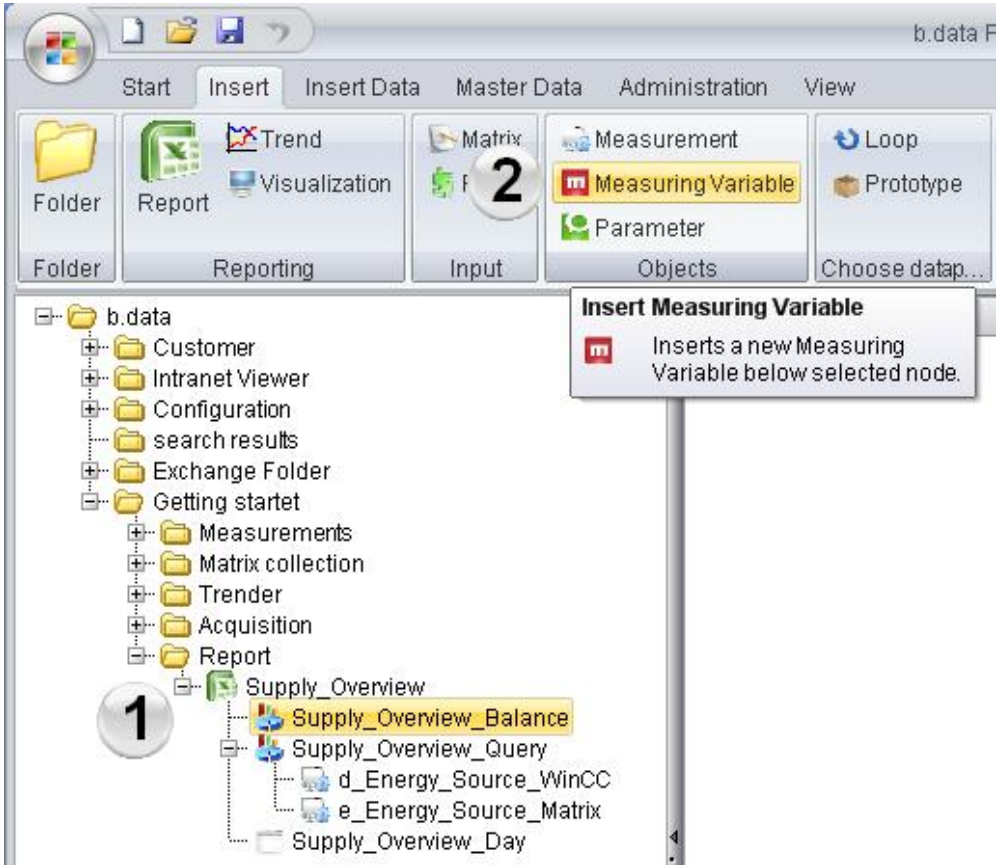 b.data F
Start Insert Insert Data Master Data Administration View
Folder
Report
Trend
Visualization
Matrix
2
Measurement
Measuring Variable
Parameter
Loop
Prototype
Folder Reporting Input Objects Choose datap...
Insert Measuring Variable
m Inserts a new Measuring
Variable below selected node.
b.data
Customer
Intranet Viewer
Configuration
search results
Exchange Folder
Getting startet
Measurements
Matrix collection
Trender
Acquisition
Report
Supply_Overview
1
Supply_Overview_Balance
Supply_Overview_Query
d_Energy_Source_WinCC
e_Energy_Source_Matrix
Supply_Overview_Day